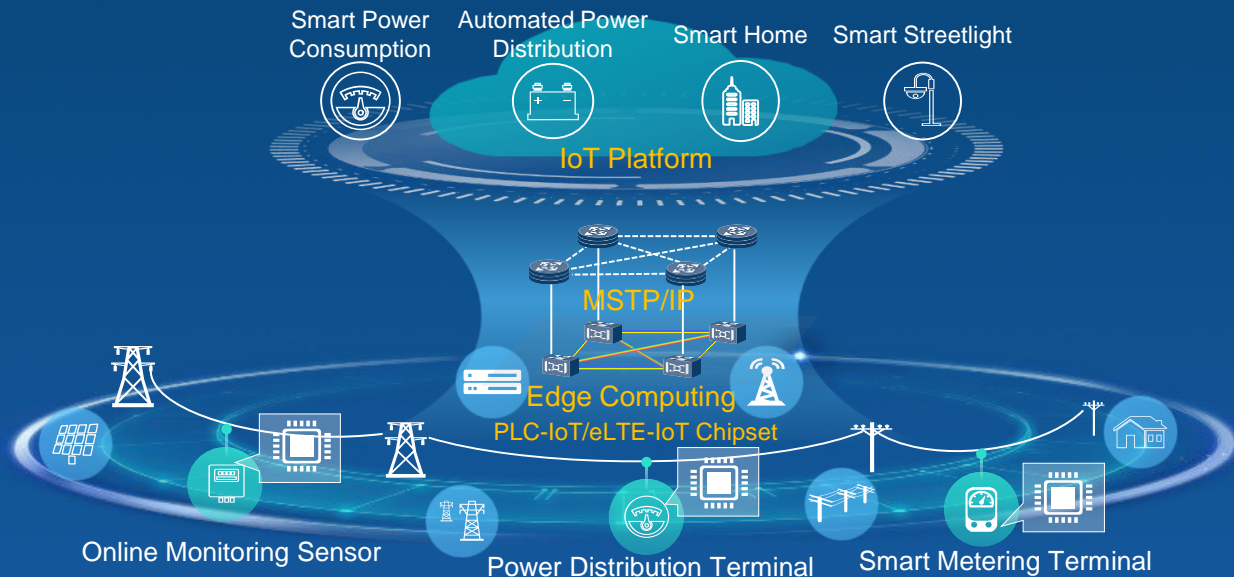 Smart Power
Consumption
Automated Power
Distribution
Smart Home
Smart Streetlight
IoT Platform
MSTP/IP
Edge Computing
PLC-IoT/eLTE-IoT Chipset
Online Monitoring Sensor
Power Distribution Terminal
Smart Metering Terminal